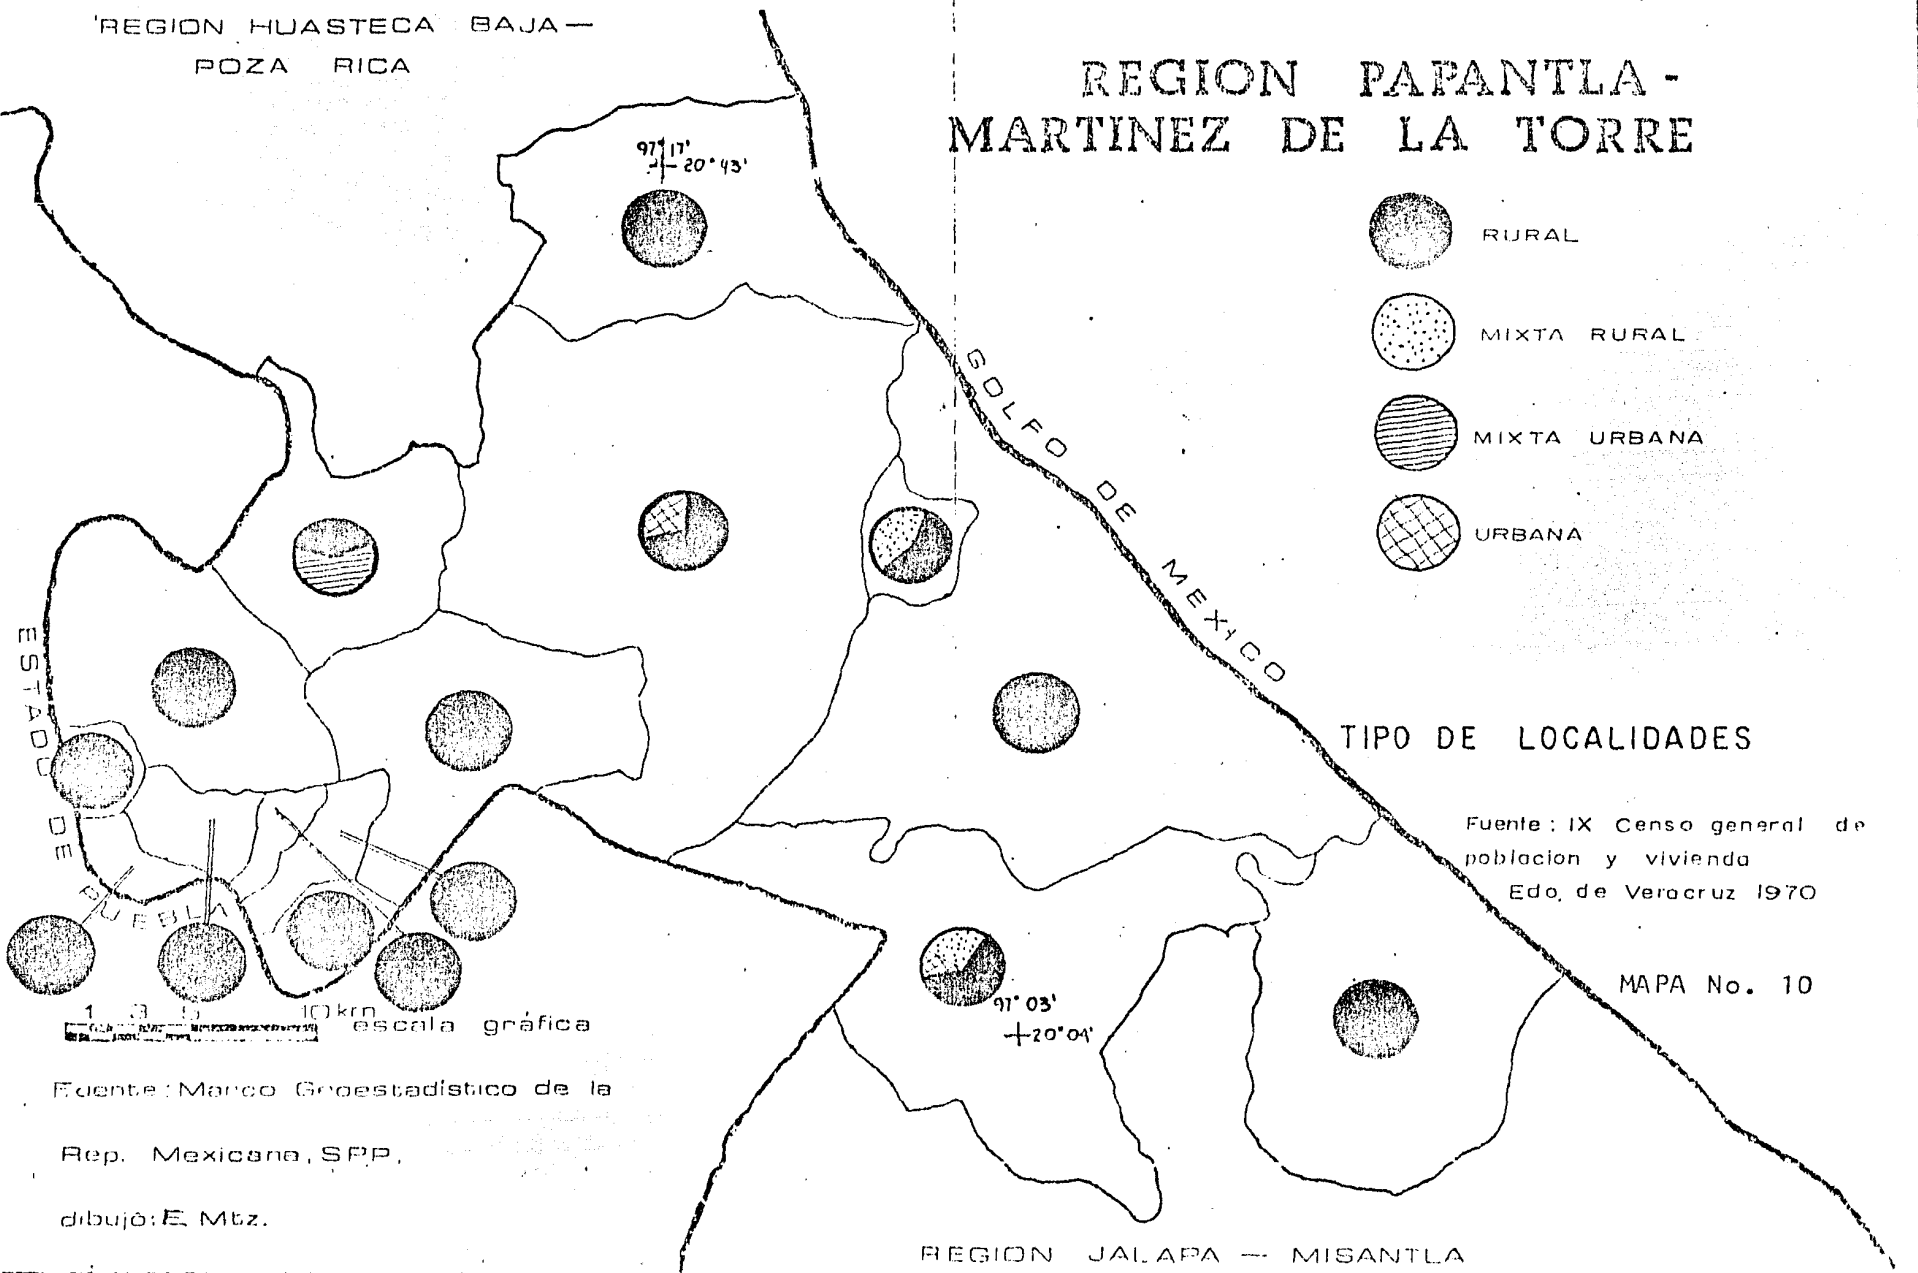 REGION HUASTECA BAJA—
POZA RICA
REGION PAPANTLA-
MARTINEZ DE LA TORRE
97° 17'
20° 43'
RURAL
MIXTA RURAL
MIXTA URBANA
URBANA
GOLFO DE MEXICO
ESTADO DE PUEBLA
TIPO DE LOCALIDADES
Fuente: IX Censo general de
poblacion y vivienda
Edo, de Veracruz 1970
MAPA No. 10
97° 03'
20° 04'
1 3 5 10 km
escala gráfica
Fuente: Marco Geoestadístico de la
Rep. Mexicana, SPP.
dibujó: E Mtz.
REGION JALAPA — MISANTLA